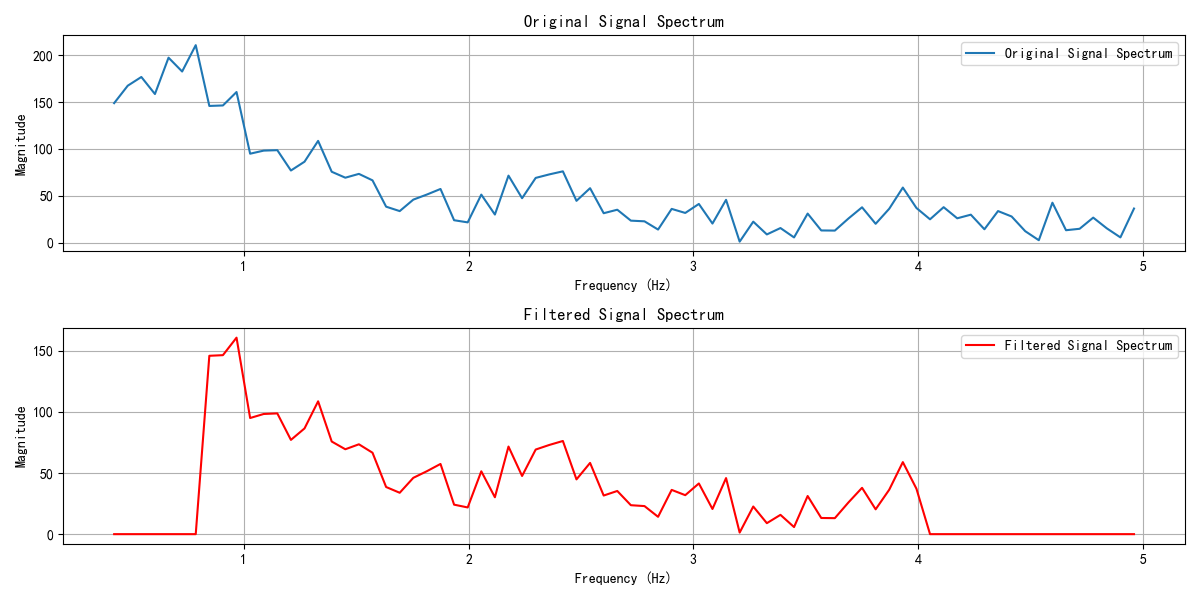 Original Signal Spectrum
200
150
100
50
0
Magnitude
Original Signal Spectrum
1
2
3
4
5
Frequency (Hz)
Filtered Signal Spectrum
150
100
50
0
Magnitude
Filtered Signal Spectrum
1
2
3
4
5
Frequency (Hz)